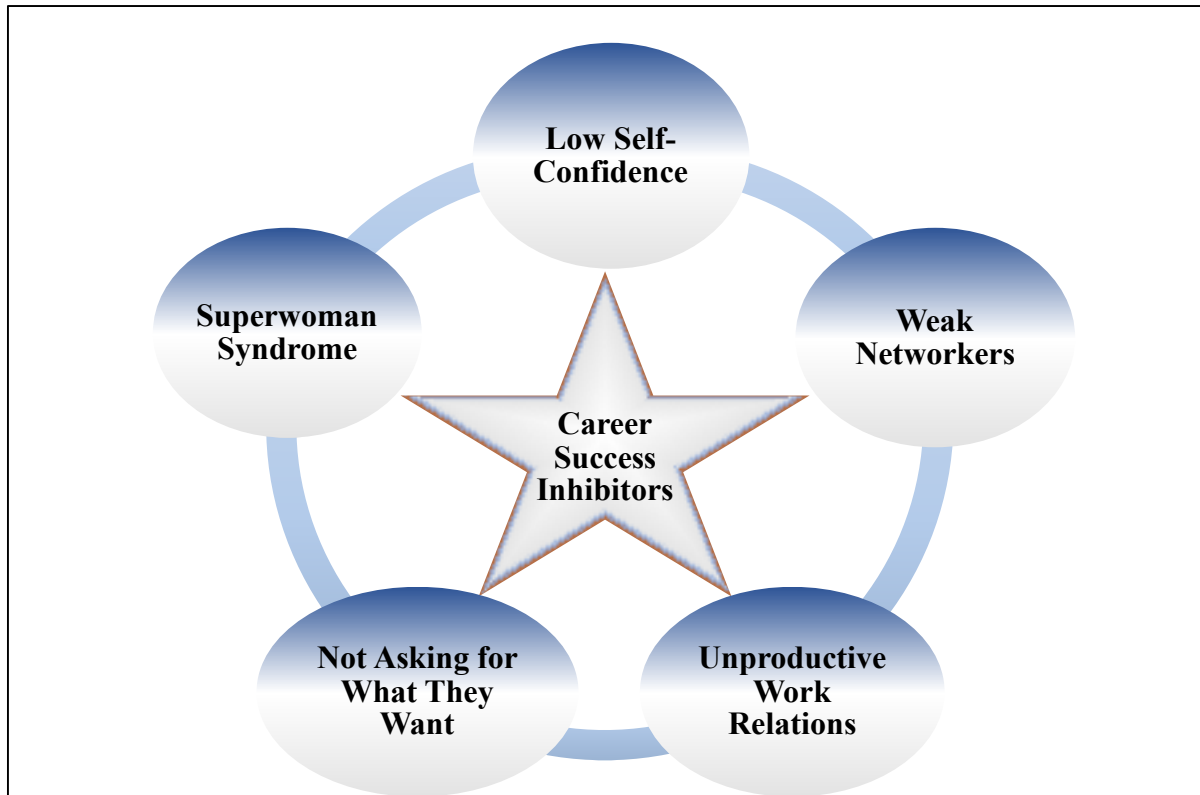 Low Self-
Confidence
Superwoman
Syndrome
Weak
Networkers
Career
Success
Inhibitors
Not Asking for
What They
Want
Unproductive
Work
Relations